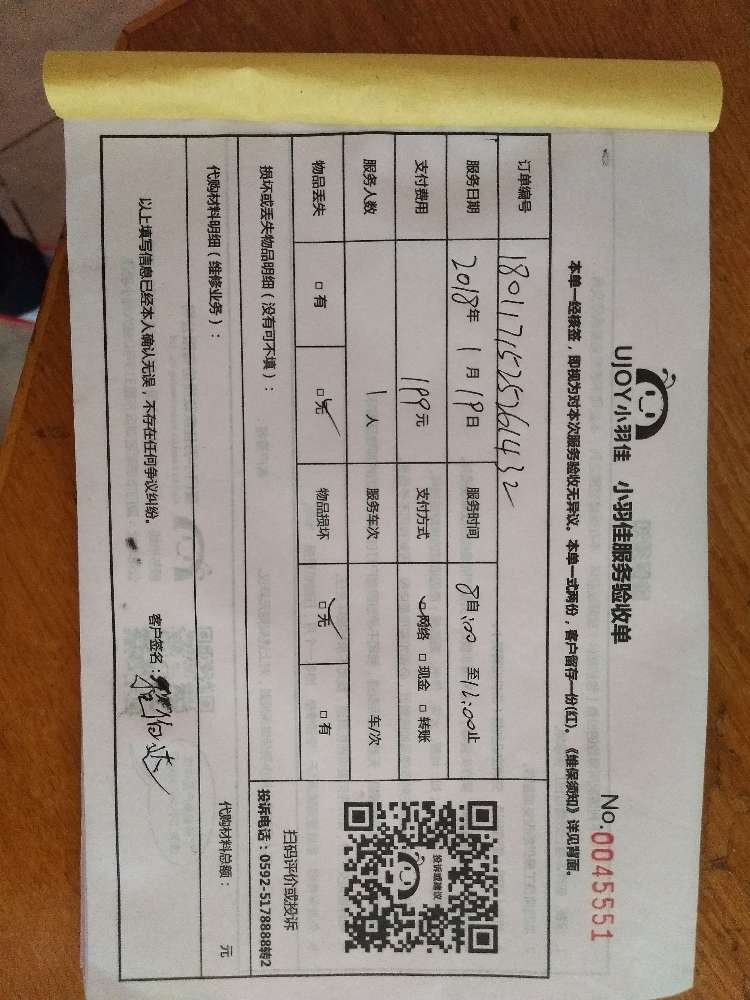 UJOY小羽佳 小羽佳服务验收单
No.0045551
本单一经核签，即视为对本次服务验收无异议。本单一式两份，客户留存一份(红)。《维保须知》详见背面。
订单编号
服务日期 2018年 1月 19日 服务时间 8自:00 至12:00止
支付费用 199元 支付方式 网络 □现金 □转账
服务人数 1人 服务车次 车/次
物品丢失 □有 □无 物品损坏 □无 □有
投诉或建议
扫码评价或投诉
投诉电话：0592-5178888转2
损坏或丢失物品明细（没有可不填）：
代购材料明细（维修业务）：
代购材料总额： 元
以上填写信息已经本人确认无误，不存在任何争议纠纷。
客户签名：